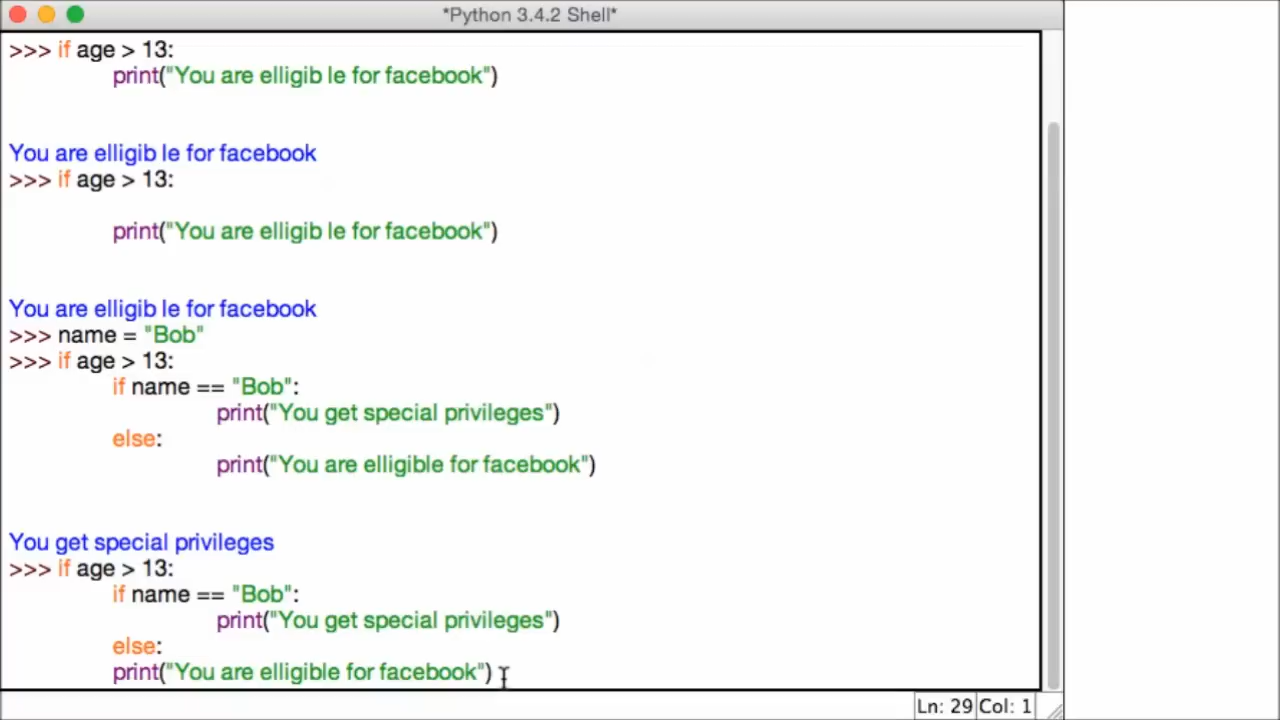 *Python 3.4.2 Shell*
>>> if age > 13:
print("You are elligib le for facebook")
You are elligib le for facebook
>>> if age > 13:
print("You are elligib le for facebook")
You are elligib le for facebook
>>> name = "Bob"
>>> if age > 13:
if name == "Bob":
print("You get special privileges")
else:
print("You are elligible for facebook")
You get special privileges
>>> if age > 13:
if name == "Bob":
print("You get special privileges")
else:
print("You are elligible for facebook")
Ln: 29 Col: 1